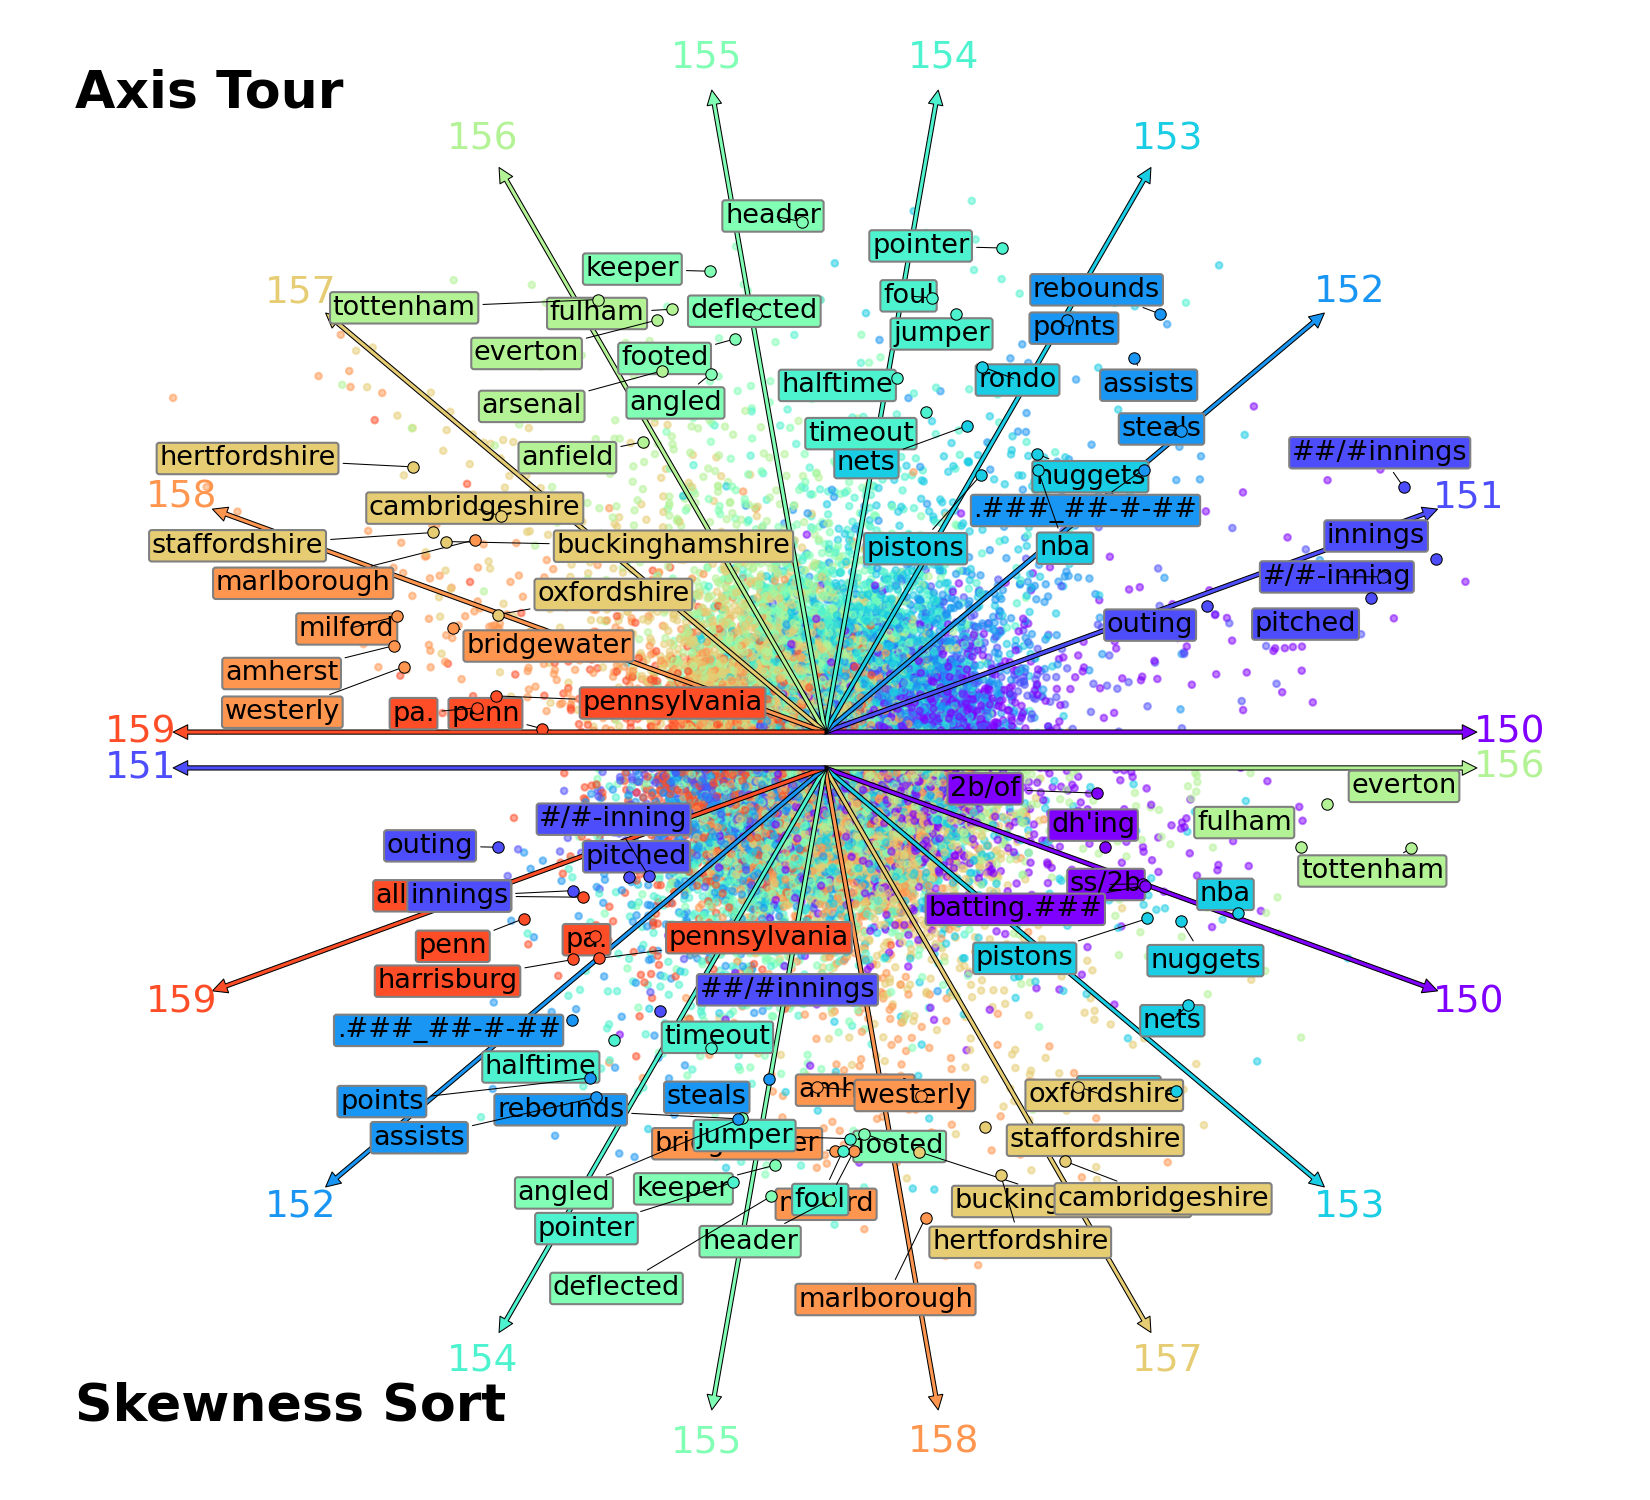 155
154
Axis Tour
156
153
header
pointer
keeper
157
tottenham
fulham
deflected
foul
rebounds
152
jumper
points
everton
footed
halftime
rondo
assists
arsenal
angled
timeout
steals
hertfordshire
anfield
nets
nuggets
##/#innings
158
cambridgeshire
.###_##-#-##
151
staffordshire
buckinghamshire
pistons
nba
innings
marlborough
oxfordshire
#/#-inning
milford
bridgewater
outing
pitched
amherst
westerly
pa.
penn
pennsylvania
159
150
151
156
2b/of
everton
#/#-inning
dh'ing
fulham
outing
pitched
tottenham
innings
ss/2b
nba
batting.###
penn
pa.
pennsylvania
pistons
nuggets
harrisburg
159
##/#innings
150
.###_##-#-##
timeout
nets
halftime
points
rebounds
steals
westerly
oxfordshire
assists
jumper
footed
staffordshire
152
angled
keeper
foul
cambridgeshire
153
pointer
header
hertfordshire
deflected
marlborough
154
157
Skewness Sort
155
158